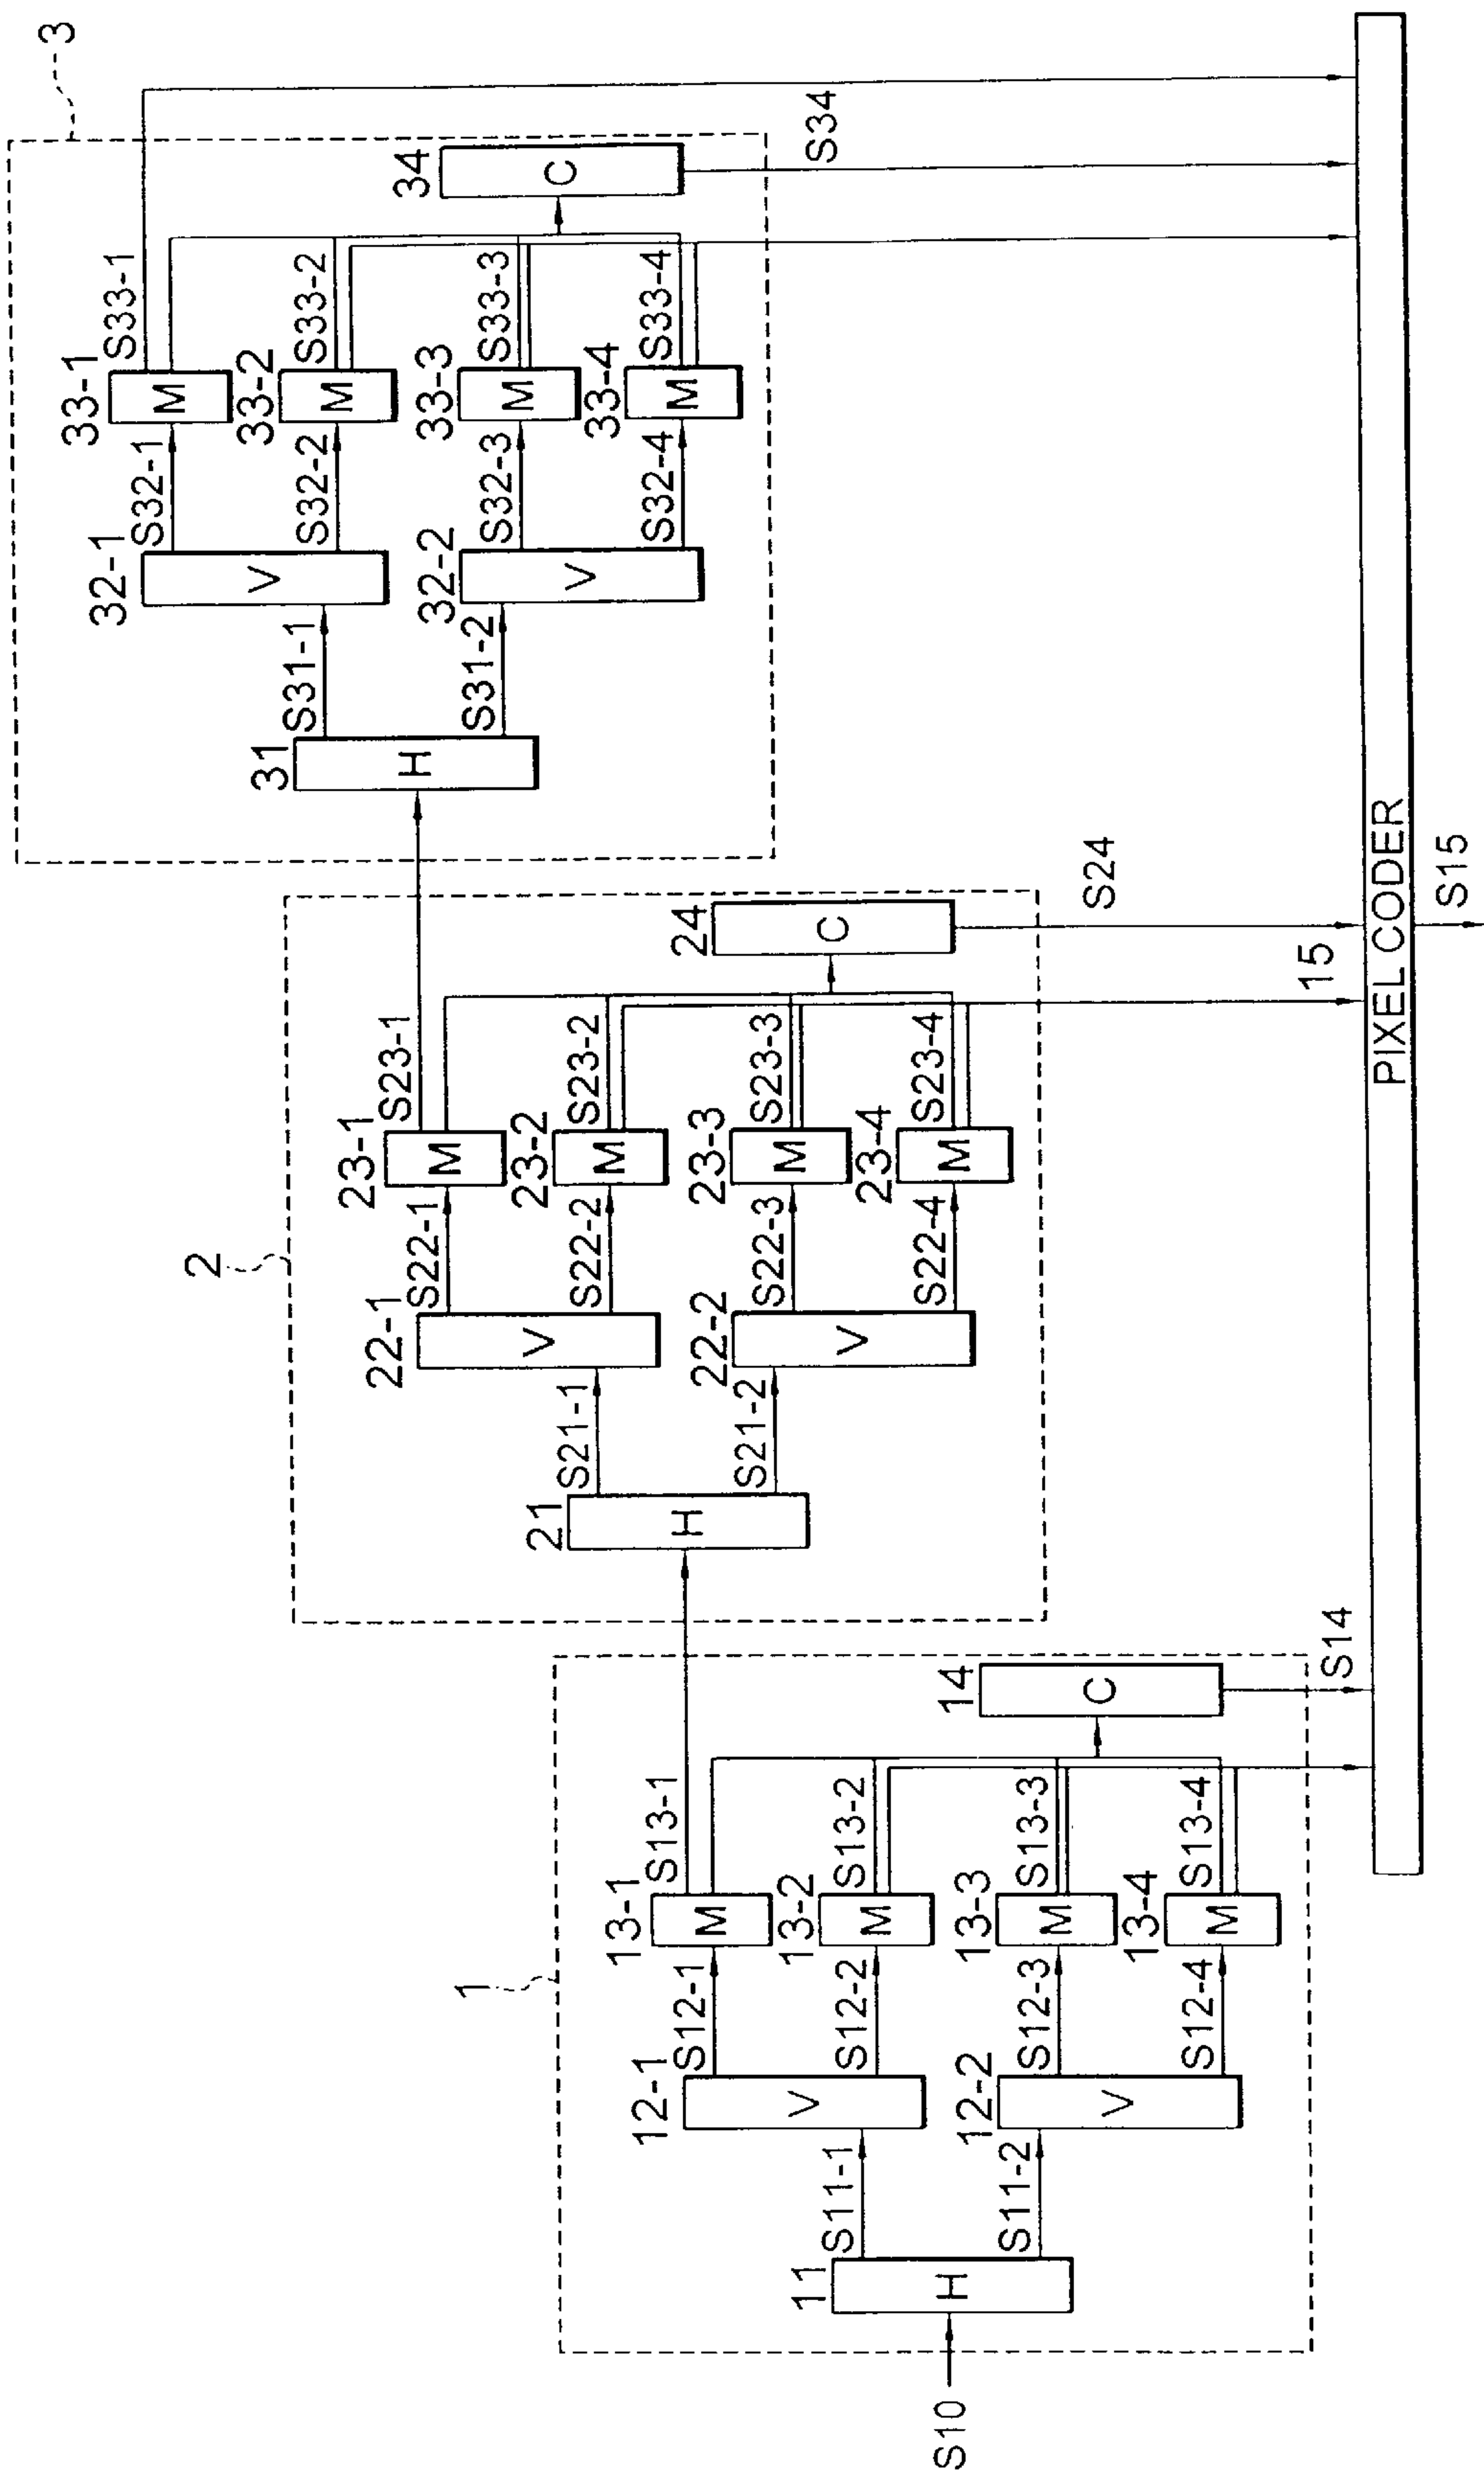 3
34
C
S34
33-1
M
S33-1
33-2
M
S33-2
33-3
M
S33-3
33-4
M
S33-4
32-1
V
S32-1
S32-2
32-2
V
S32-3
S32-4
31
H
S31-1
S31-2
2
24
C
S24
23-1
M
S23-1
23-2
M
S23-2
23-3
M
S23-3
23-4
M
S23-4
22-1
V
S22-1
S22-2
22-2
V
S22-3
S22-4
21
H
S21-1
S21-2
1
14
C
S14
13-1
M
S13-1
13-2
M
S13-2
13-3
M
S13-3
13-4
M
S13-4
12-1
V
S12-1
S12-2
12-2
V
S12-3
S12-4
11
H
S11-1
S11-2
S10
15
PIXEL CODER
S15